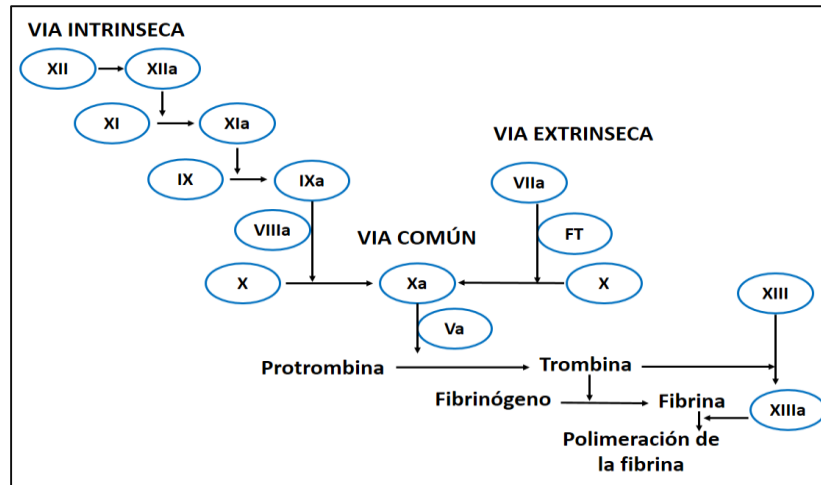 VIA INTRINSECA
XII
XIIa
XI
XIa
VIA EXTRINSECA
IX
IXa
VIIa
VIIIa
VIA COMÚN
FT
X
Xa
X
XIII
Va
Protrombina
Trombina
Fibrinógeno
Fibrina
XIIIa
Polimeración de
la fibrina